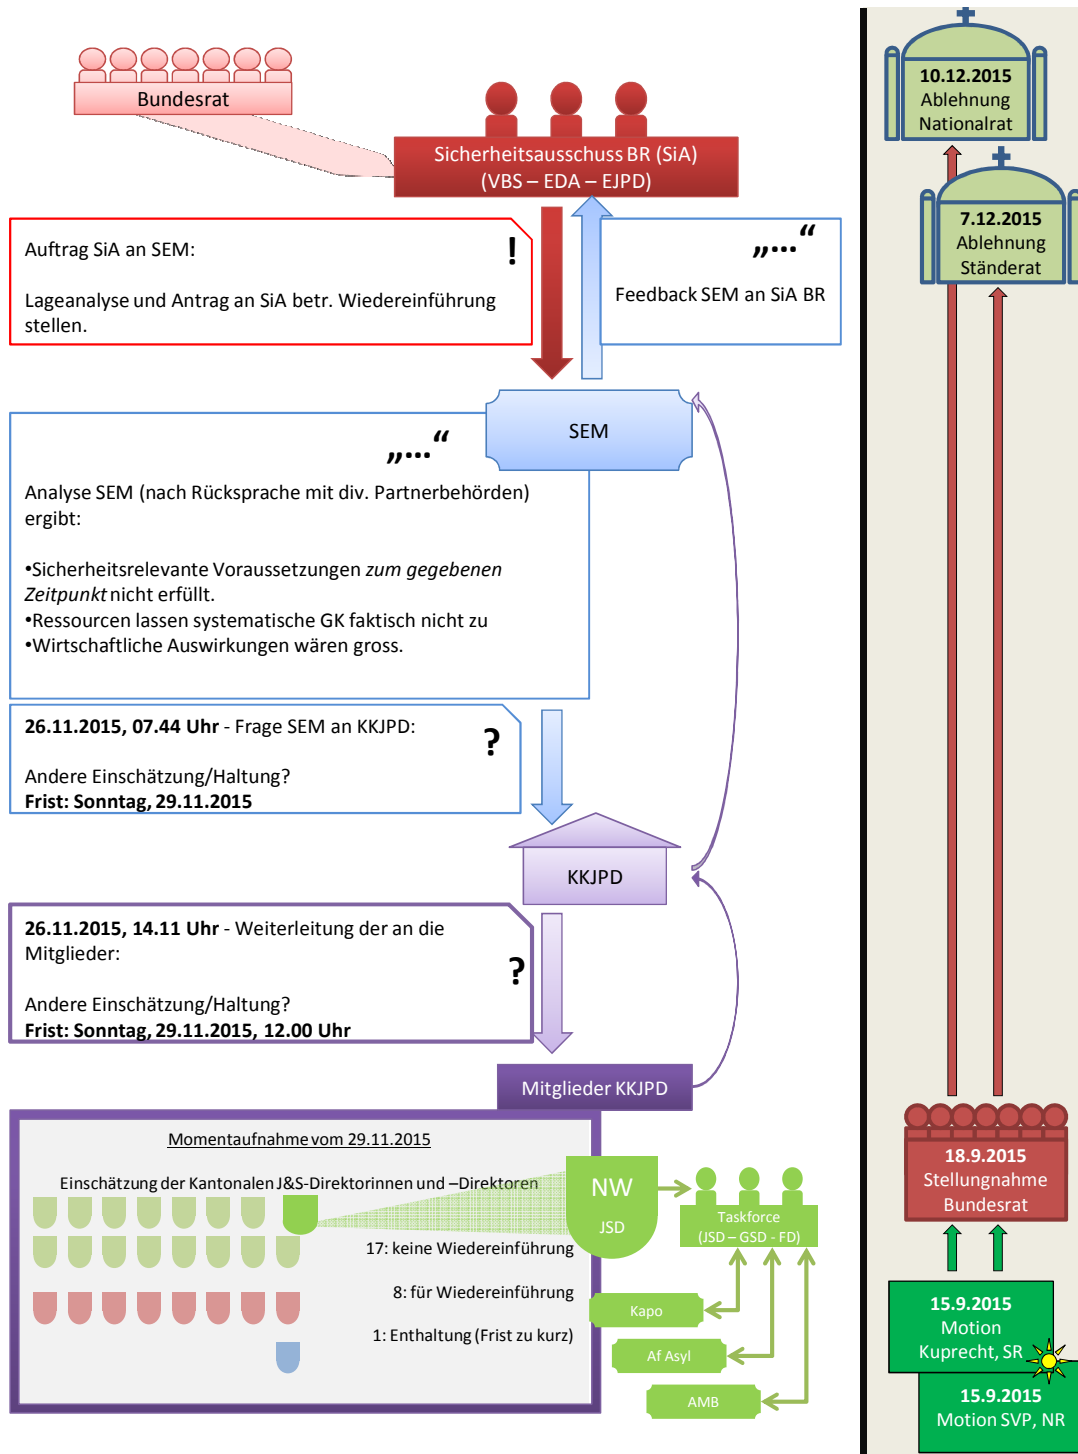 Bundesrat
Sicherheitsausschuss BR (SiA)
(VBS – EDA – EJPD)
Auftrag SiA an SEM:
!
Lageanalyse und Antrag an SiA betr. Wiedereinführung
stellen.
„…“
Feedback SEM an SiA BR
SEM
„…“
Analyse SEM (nach Rücksprache mit div. Partnerbehörden)
ergibt:
•Sicherheitsrelevante Voraussetzungen zum gegebenen
Zeitpunkt nicht erfüllt.
•Ressourcen lassen systematische GK faktisch nicht zu
•Wirtschaftliche Auswirkungen wären gross.
26.11.2015, 07.44 Uhr - Frage SEM an KKJPD:
?
Andere Einschätzung/Haltung?
Frist: Sonntag, 29.11.2015
KKJPD
26.11.2015, 14.11 Uhr - Weiterleitung der an die
Mitglieder:
?
Andere Einschätzung/Haltung?
Frist: Sonntag, 29.11.2015, 12.00 Uhr
Mitglieder KKJPD
Momentaufnahme vom 29.11.2015
Einschätzung der Kantonalen J&S-Direktorinnen und –Direktoren
17: keine Wiedereinführung
8: für Wiedereinführung
1: Enthaltung (Frist zu kurz)
NW
JSD
Taskforce
(JSD – GSD - FD)
Kapo
Af Asyl
AMB
10.12.2015
Ablehnung
Nationalrat
7.12.2015
Ablehnung
Ständerat
18.9.2015
Stellungnahme
Bundesrat
15.9.2015
Motion
Kuprecht, SR
15.9.2015
Motion SVP, NR